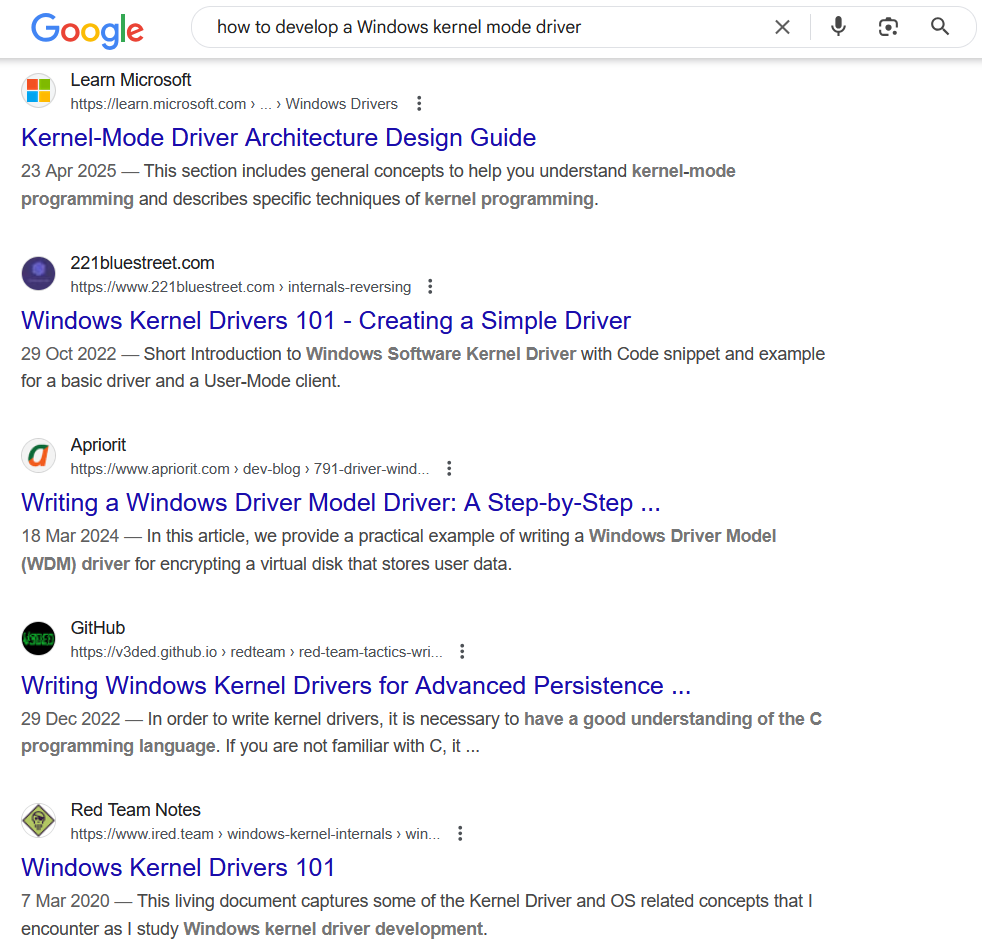 Google
how to develop a Windows kernel mode driver
Learn Microsoft
https://learn.microsoft.com › ... › Windows Drivers
Kernel-Mode Driver Architecture Design Guide
23 Apr 2025 — This section includes general concepts to help you understand kernel-mode
programming and describes specific techniques of kernel programming.
221bluestreet.com
https://www.221bluestreet.com › internals-reversing
Windows Kernel Drivers 101 - Creating a Simple Driver
29 Oct 2022 — Short Introduction to Windows Software Kernel Driver with Code snippet and example
for a basic driver and a User-Mode client.
Apriorit
https://www.apriorit.com › dev-blog › 791-driver-wind...
Writing a Windows Driver Model Driver: A Step-by-Step ...
18 Mar 2024 — In this article, we provide a practical example of writing a Windows Driver Model
(WDM) driver for encrypting a virtual disk that stores user data.
GitHub
https://v3ded.github.io › redteam › red-team-tactics-wri...
Writing Windows Kernel Drivers for Advanced Persistence ...
29 Dec 2022 — In order to write kernel drivers, it is necessary to have a good understanding of the C
programming language. If you are not familiar with C, it ...
Red Team Notes
https://www.ired.team › windows-kernel-internals › win...
Windows Kernel Drivers 101
7 Mar 2020 — This living document captures some of the Kernel Driver and OS related concepts that I
encounter as I study Windows kernel driver development.